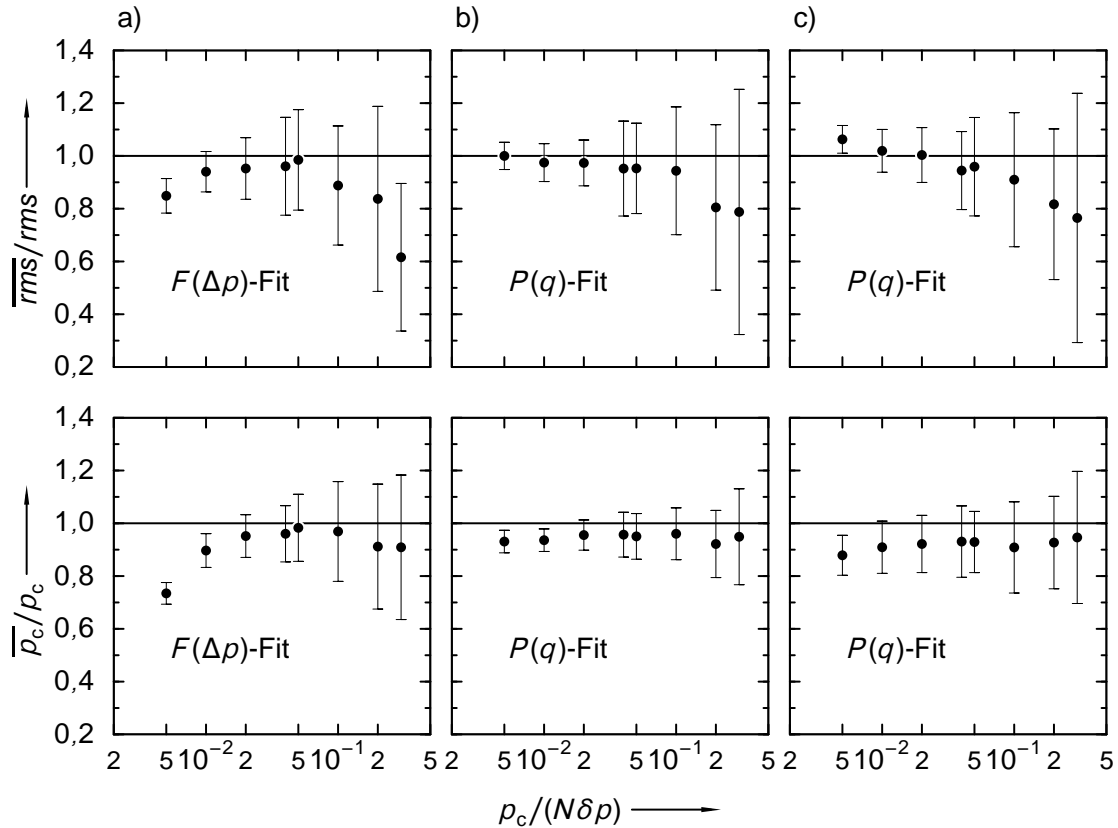 a) b) c)
1,4
1,2
1,0
0,8
0,6
0,4
0,2
rms/rms
F(Δp)-Fit P(q)-Fit P(q)-Fit
1,4
1,2
1,0
0,8
0,6
0,4
0,2
p_c/p_c
F(Δp)-Fit P(q)-Fit P(q)-Fit
2 5 10⁻² 2 5 10⁻¹ 2 5
2 5 10⁻² 2 5 10⁻¹ 2 5
2 5 10⁻² 2 5 10⁻¹ 2 5
p_c/(Nδp)